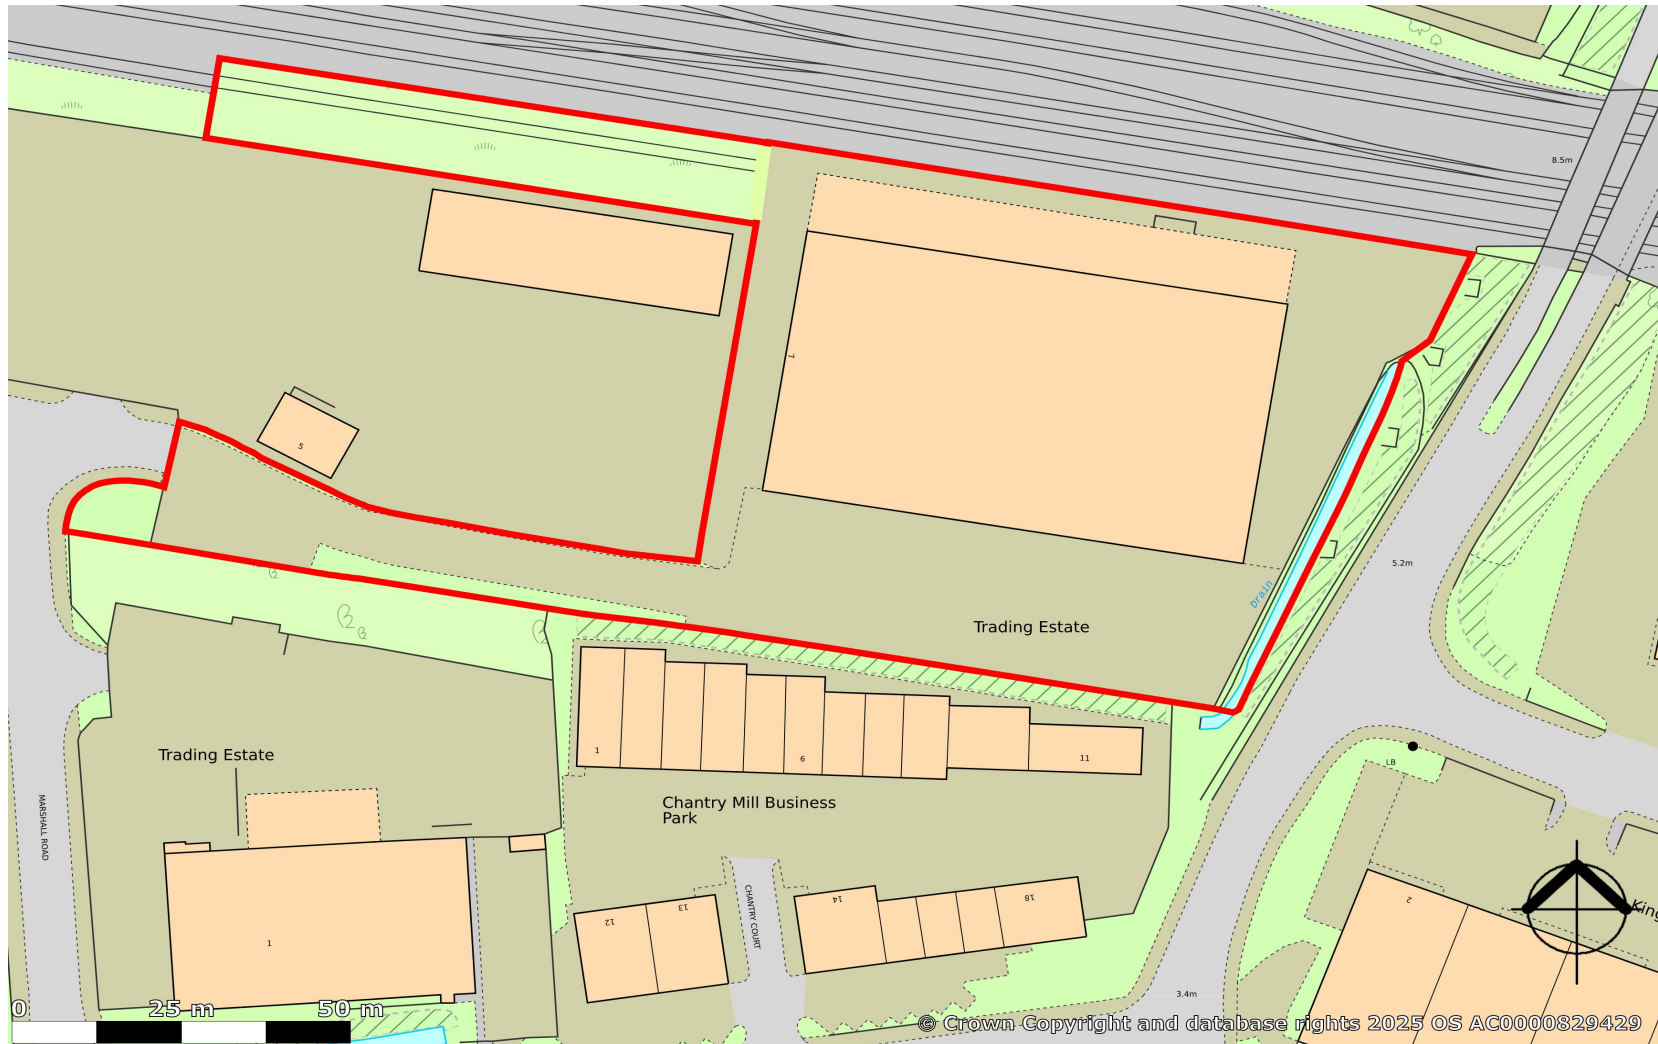 8.5m
7
5
5.2m
Drain
Trading Estate
Trading Estate
1
6
11
LB
Chantry Mill Business
Park
MARSHALL ROAD
CHANTRY COURT
14
18
13
12
2
1
3.4m
0 25 m 50 m
© Crown Copyright and database rights 2025 OS AC0000829429